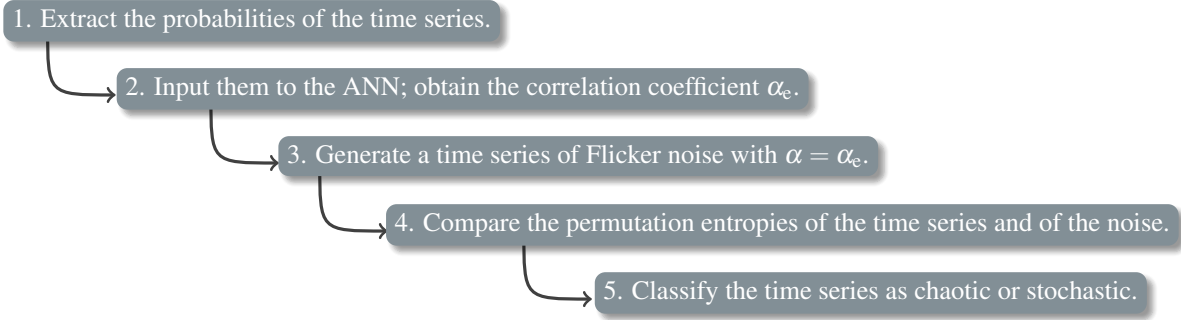 1. Extract the probabilities of the time series.
2. Input them to the ANN; obtain the correlation coefficient αₑ.
3. Generate a time series of Flicker noise with α = αₑ.
4. Compare the permutation entropies of the time series and of the noise.
5. Classify the time series as chaotic or stochastic.